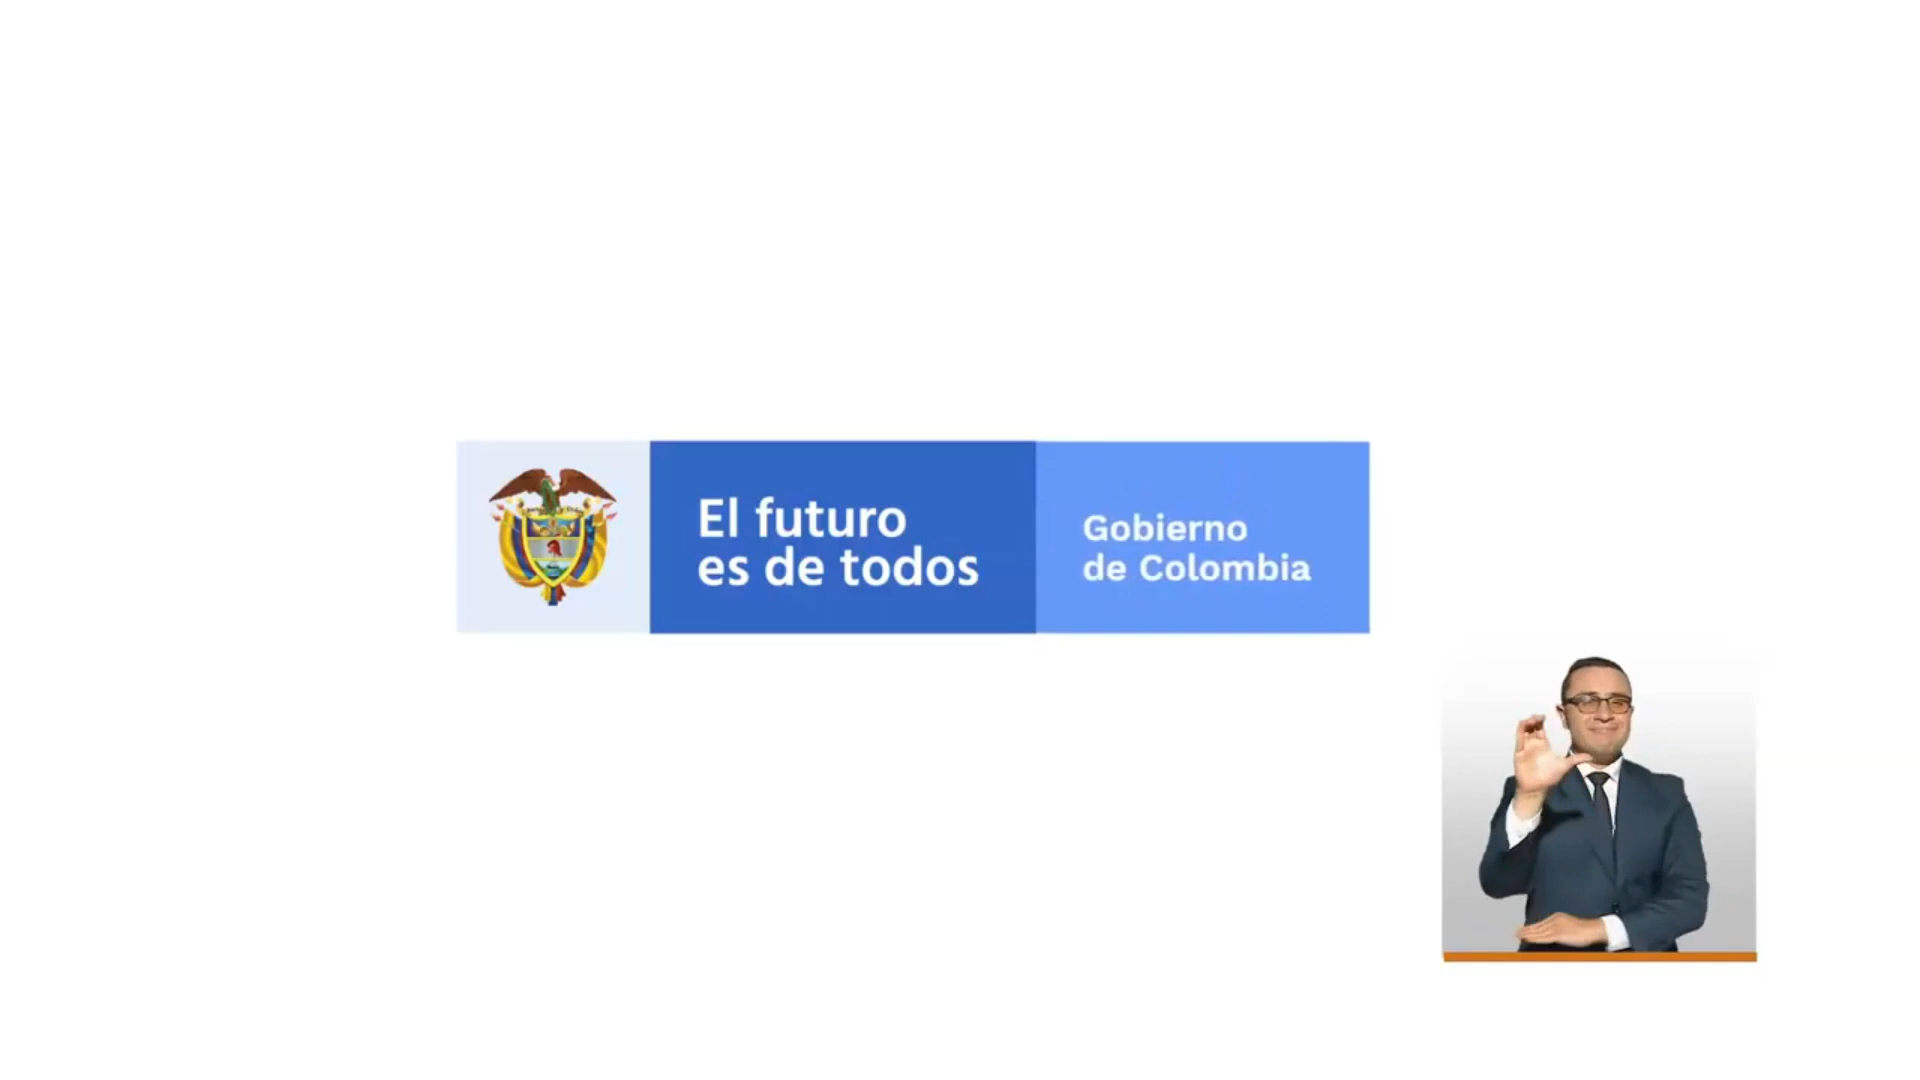 El futuro
es de todos
Gobierno
de Colombia